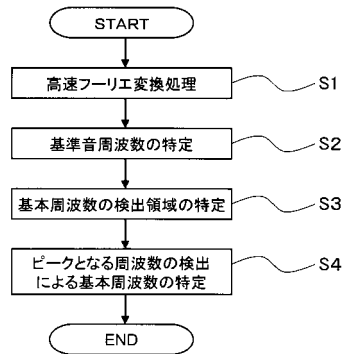 START
高速フーリエ変換処理
S1
基準音周波数の特定
S2
基本周波数の検出領域の特定
S3
ピークとなる周波数の検出
による基本周波数の特定
S4
END